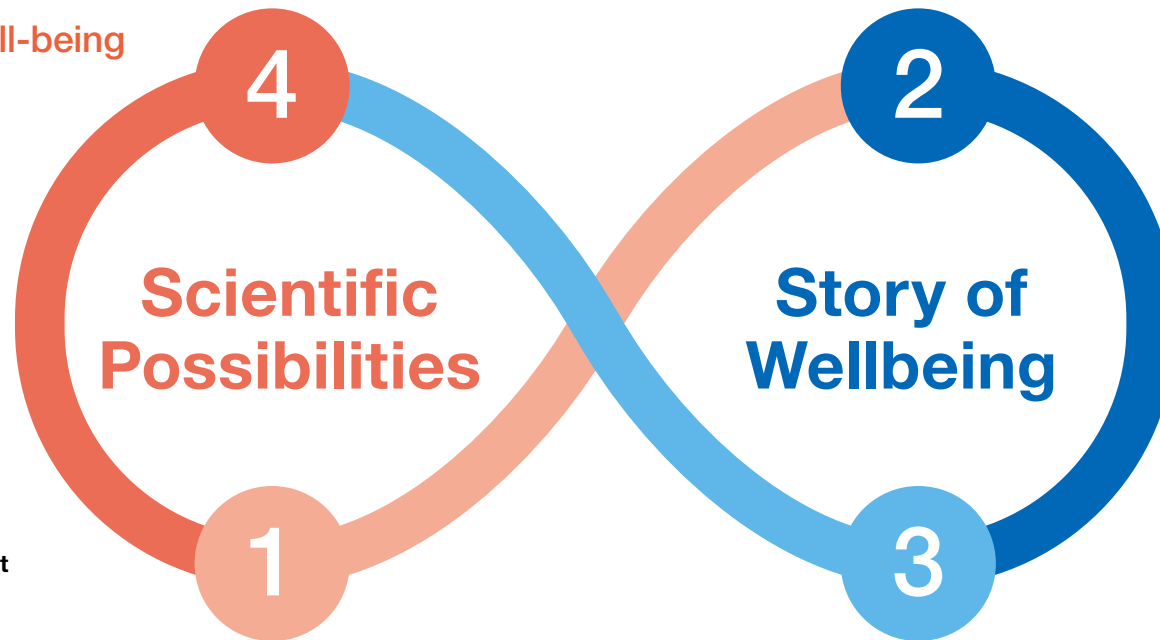 ll-being
4
2
Scientific
Possibilities
Story of
Wellbeing
t
1
3